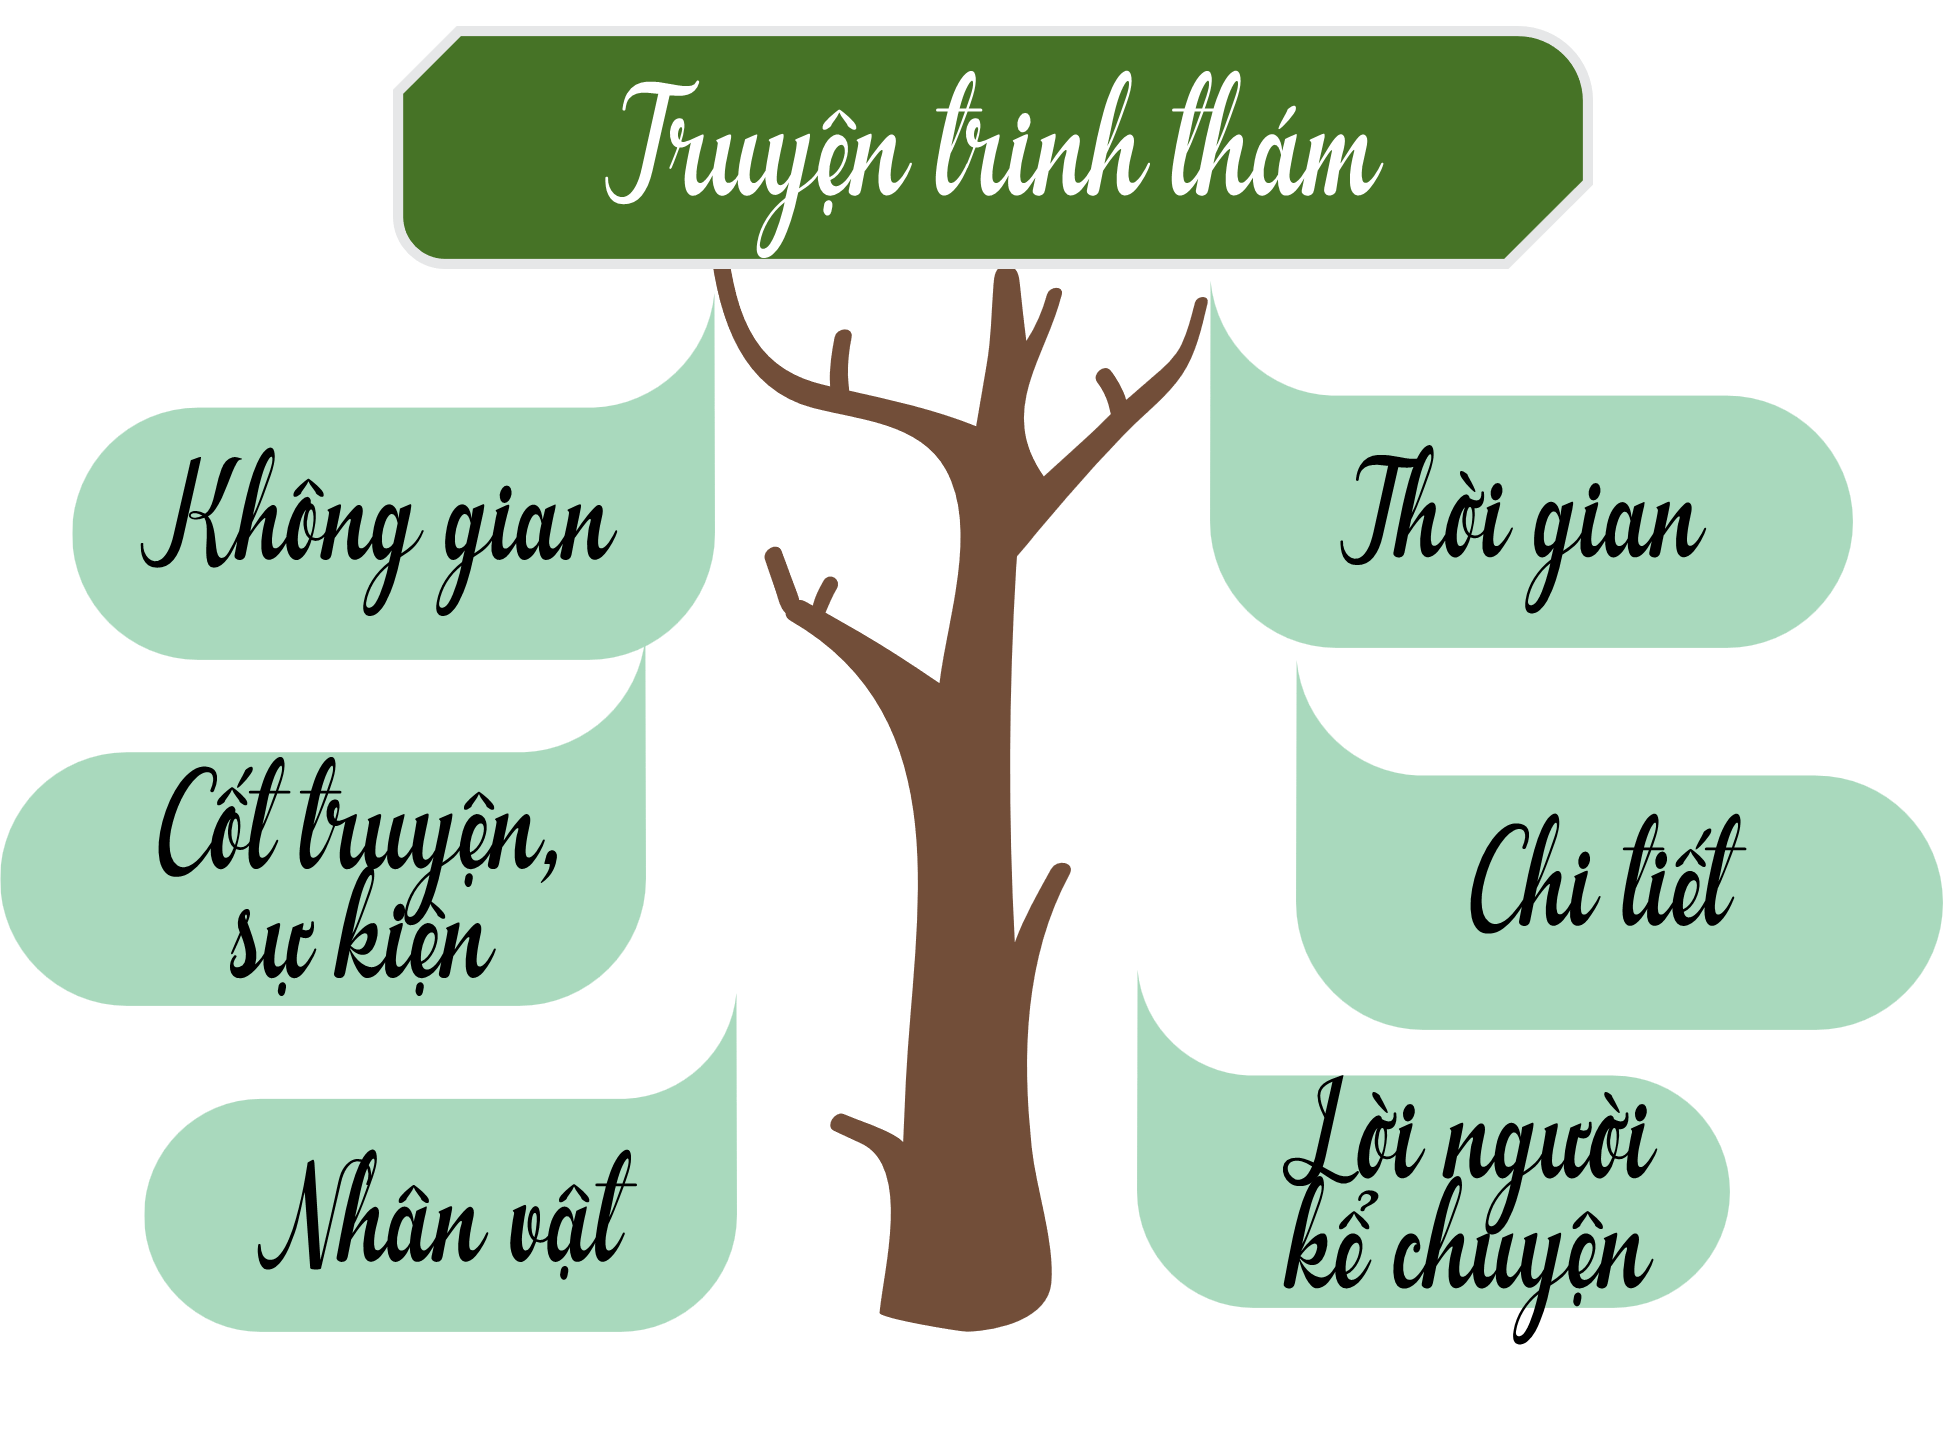 Truyện trinh thám
Không gian
Thời gian
Cốt truyện,
sự kiện
Chi tiết
Nhân vật
Lời người
kể chuyện